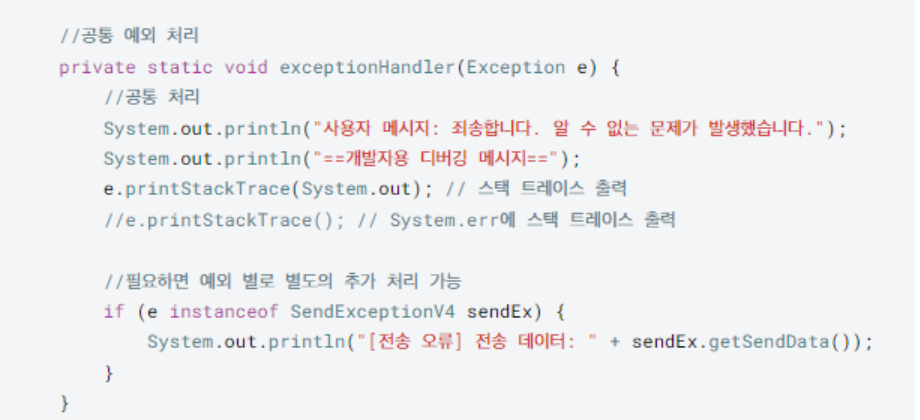 //공통 예외 처리
private static void exceptionHandler(Exception e) {
    //공통 처리
    System.out.println("사용자 메시지: 죄송합니다. 알 수 없는 문제가 발생했습니다.");
    System.out.println("==개발자용 디버깅 메시지==");
    e.printStackTrace(System.out); // 스택 트레이스 출력
    //e.printStackTrace(); // System.err에 스택 트레이스 출력

    //필요하면 예외 별로 별도의 추가 처리 가능
    if (e instanceof SendExceptionV4 sendEx) {
        System.out.println("[전송 오류] 전송 데이터: " + sendEx.getSendData());
    }
}